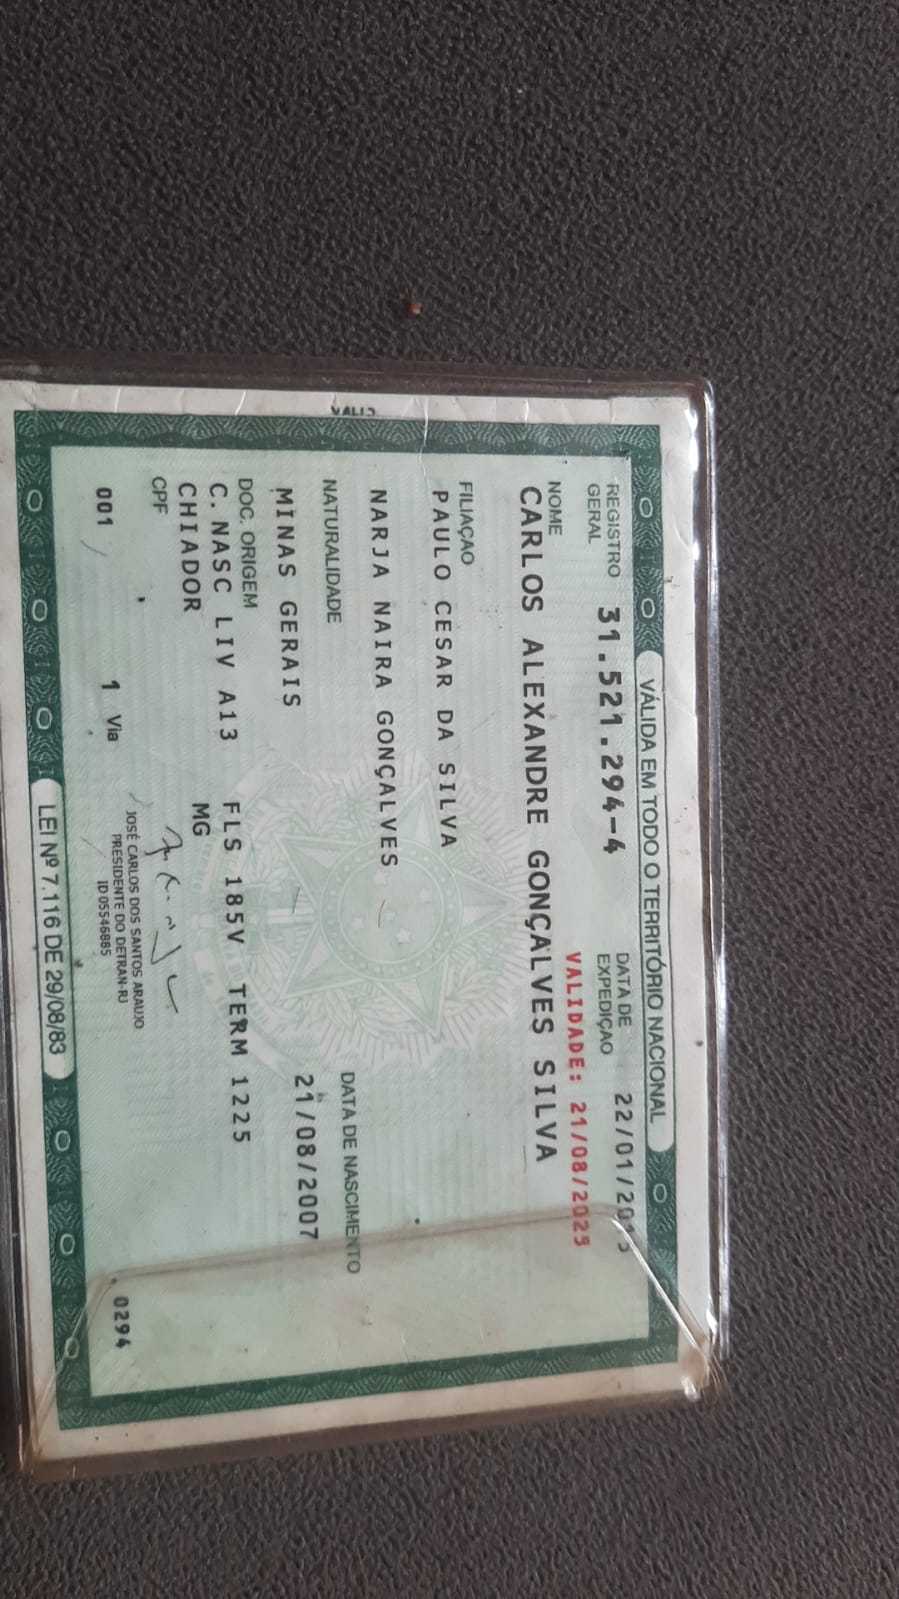 VÁLIDA EM TODO O TERRITÓRIO NACIONAL
REGISTRO GERAL 31.521.294-4 DATA DE EXPEDIÇÃO 22/01/2015
VALIDADE: 21/08/2025
NOME
CARLOS ALEXANDRE GONÇALVES SILVA
FILIAÇÃO
PAULO CESAR DA SILVA
NARJA NAIRA GONÇALVES
NATURALIDADE DATA DE NASCIMENTO
MINAS GERAIS 21/08/2007
DOC. ORIGEM
C. NASC LIV A13 FLS 185V TERM 1225
CHIADOR MG
CPF
001 1 Via
JOSÉ CARLOS DOS SANTOS ARAUJO
PRESIDENTE DO DETRAN-RJ
ID 05546885
0294
LEI Nº 7.116 DE 29/08/83